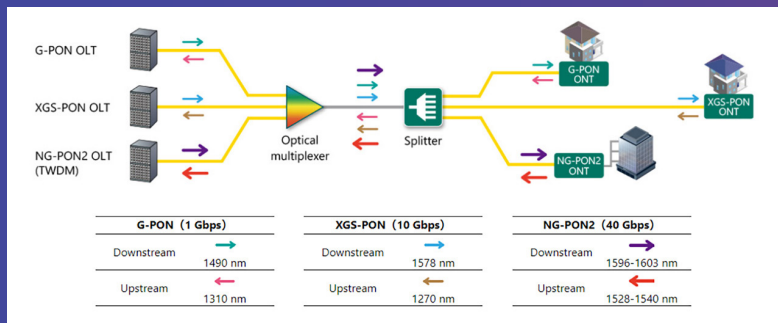 G-PON OLT
XGS-PON OLT
NG-PON2 OLT
(TWDM)
Optical
multiplexer
Splitter
G-PON
ONT
XGS-PON
ONT
NG-PON2
ONT
G-PON (1 Gbps)
Downstream
1490 nm
Upstream
1310 nm
XGS-PON (10 Gbps)
Downstream
1578 nm
Upstream
1270 nm
NG-PON2 (40 Gbps)
Downstream
1596-1603 nm
Upstream
1528-1540 nm